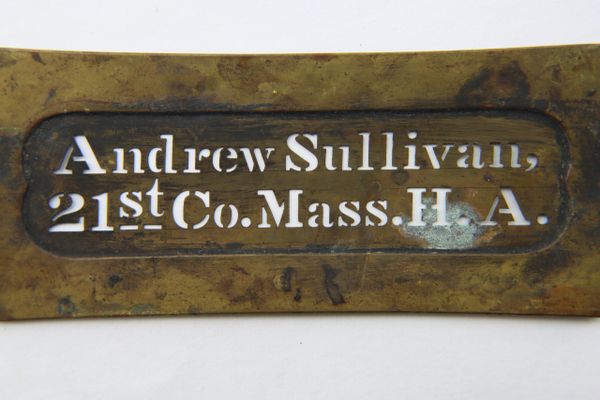 Andrew Sullivan,
21st Co. Mass. H. A.